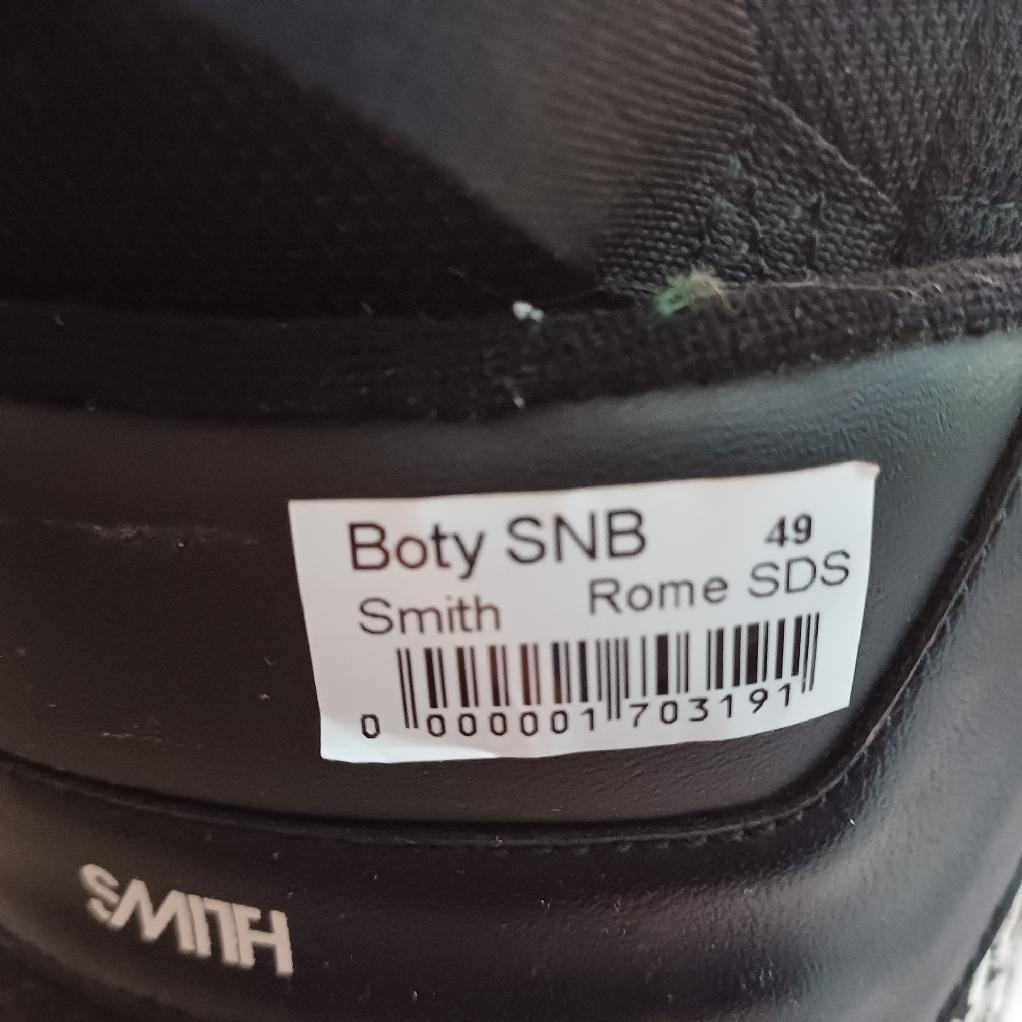 Boty SNB 49
Smith Rome SDS
0 000001 703191
SMITH